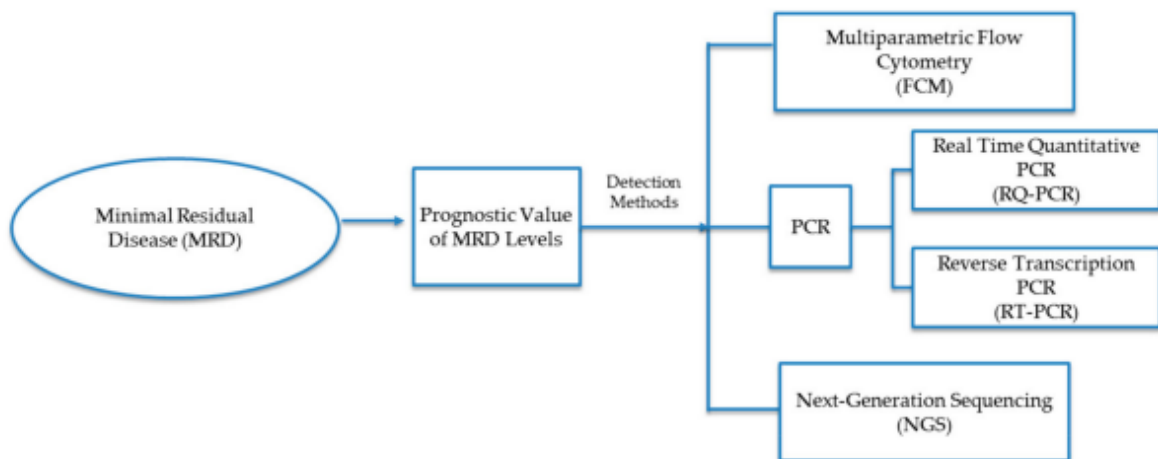 Minimal Residual
Disease (MRD)
Prognostic Value
of MRD Levels
Detection
Methods
Multiparametric Flow
Cytometry
(FCM)
PCR
Real Time Quantitative
PCR
(RQ-PCR)
Reverse Transcription
PCR
(RT-PCR)
Next-Generation Sequencing
(NGS)